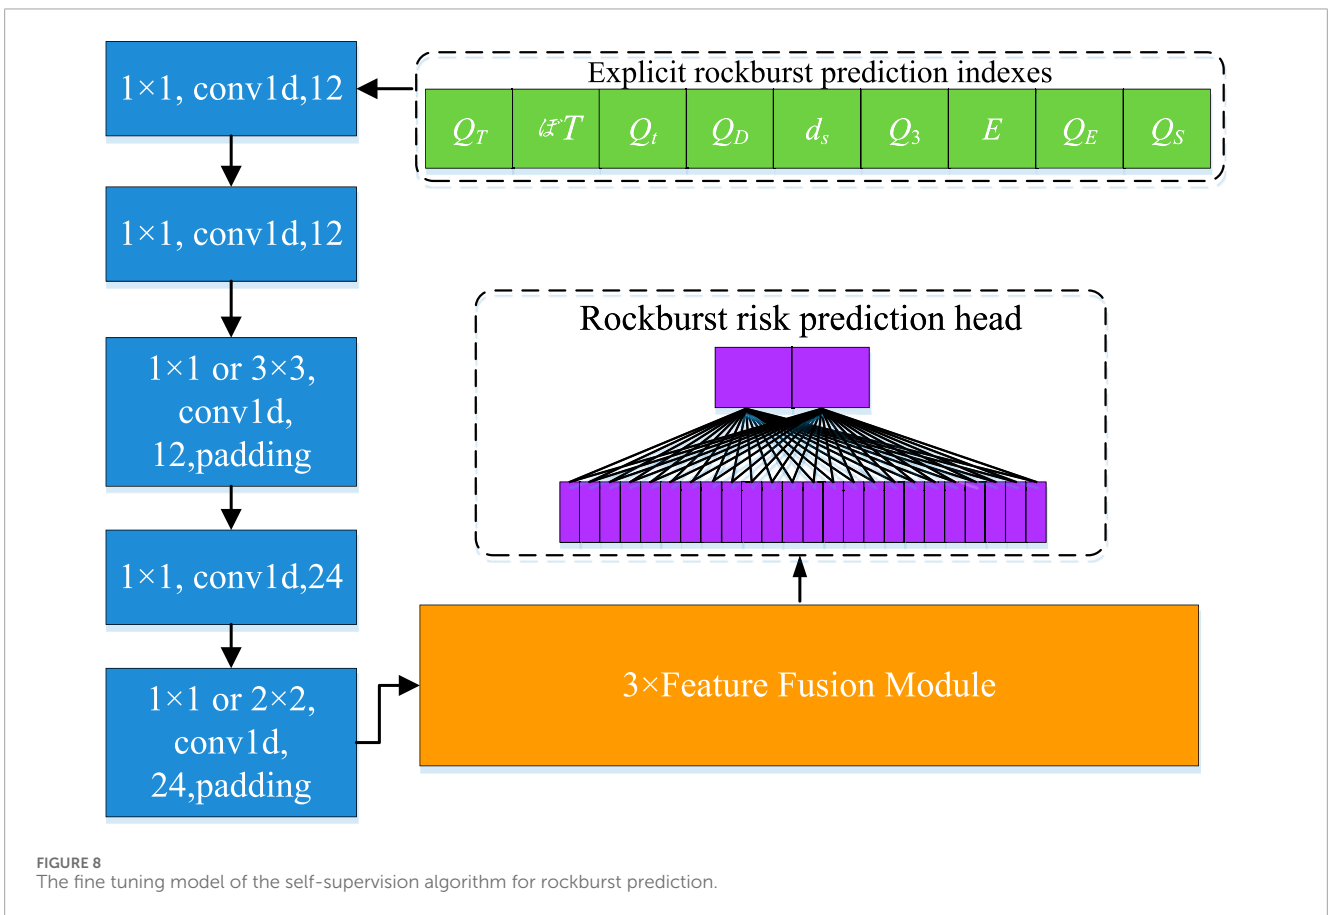 1×1, conv1d,12
Explicit rockburst prediction indexes
Q_T ぽT Q_t Q_D d_s Q_3 E Q_E Q_S
1×1, conv1d,12
1×1 or 3×3,
conv1d,
12,padding
1×1, conv1d,24
1×1 or 2×2,
conv1d,
24,padding
3×Feature Fusion Module
Rockburst risk prediction head
FIGURE 8
The fine tuning model of the self-supervision algorithm for rockburst prediction.